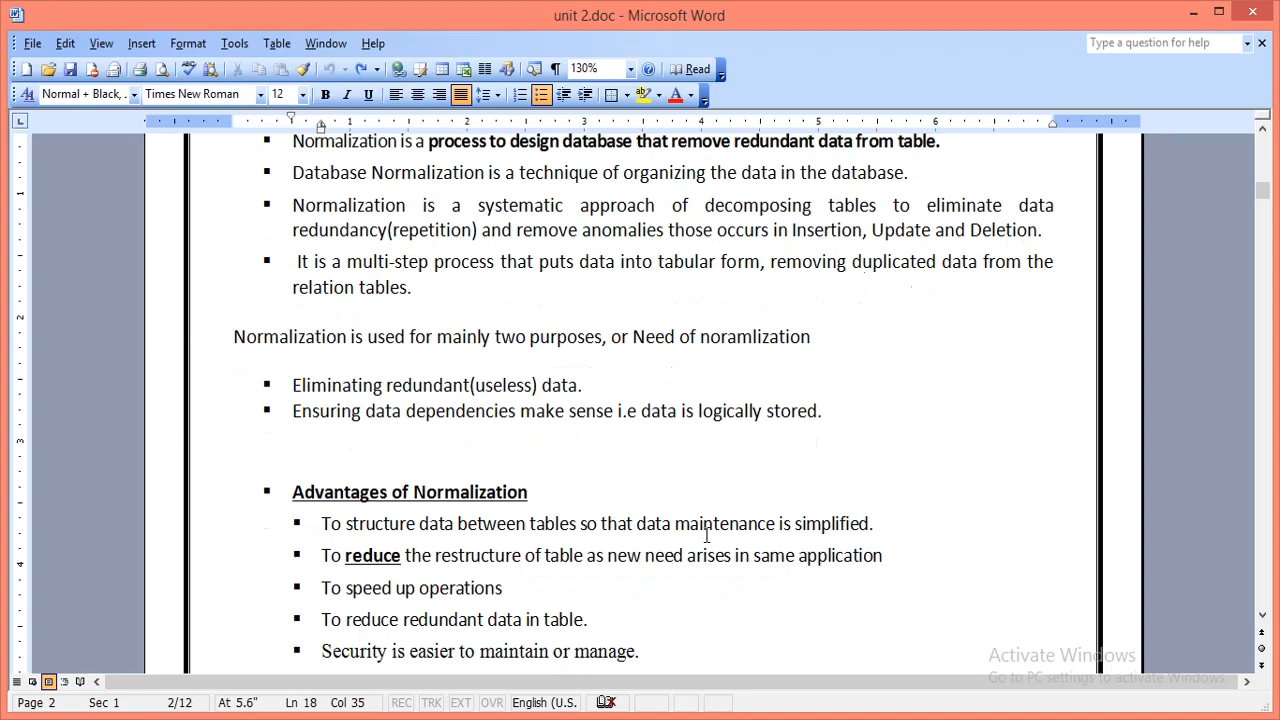 unit 2.doc - Microsoft Word
File Edit View Insert Format Tools Table Window Help
Type a question for help
130%
Read
Normal + Black, Times New Roman 12 B I U A
1 2 3 4 5 6
Normalization is a process to design database that remove redundant data from table.
Database Normalization is a technique of organizing the data in the database.
Normalization is a systematic approach of decomposing tables to eliminate data
redundancy(repetition) and remove anomalies those occurs in Insertion, Update and Deletion.
It is a multi-step process that puts data into tabular form, removing duplicated data from the
relation tables.
Normalization is used for mainly two purposes, or Need of noramlization
Eliminating redundant(useless) data.
Ensuring data dependencies make sense i.e data is logically stored.
Advantages of Normalization
To structure data between tables so that data maintenance is simplified.
To reduce the restructure of table as new need arises in same application
To speed up operations
To reduce redundant data in table.
Security is easier to maintain or manage.
Activate Windows
Go to PC settings to activate Windows.
Page 2 Sec 1 2/12 At 5.6" Ln 18 Col 35 REC TRK EXT OVR English (U.S.